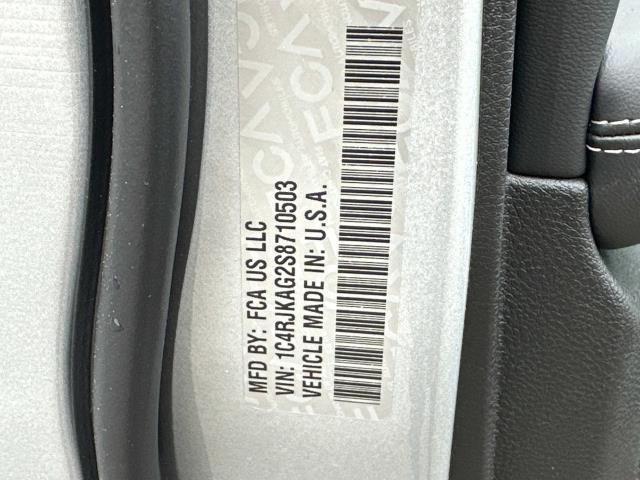 MFD BY: FCA US LLC
VIN: 1C4RJKAG2S8710503
VEHICLE MADE IN: U.S.A.